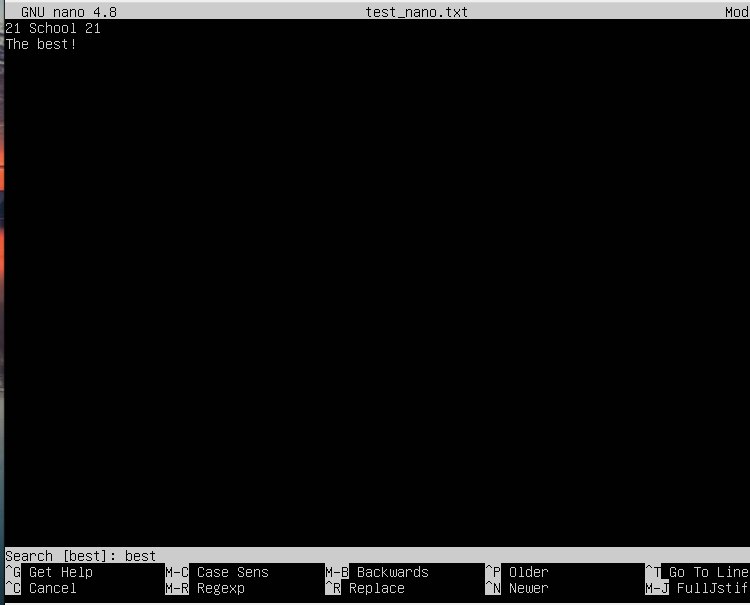 GNU nano 4.8 test_nano.txt Mod
21 School 21
The best!
Search [best]: best
^G Get Help M-C Case Sens M-B Backwards ^P Older ^T Go To Line
^C Cancel M-R Regexp ^R Replace ^N Newer M-J FullJstif